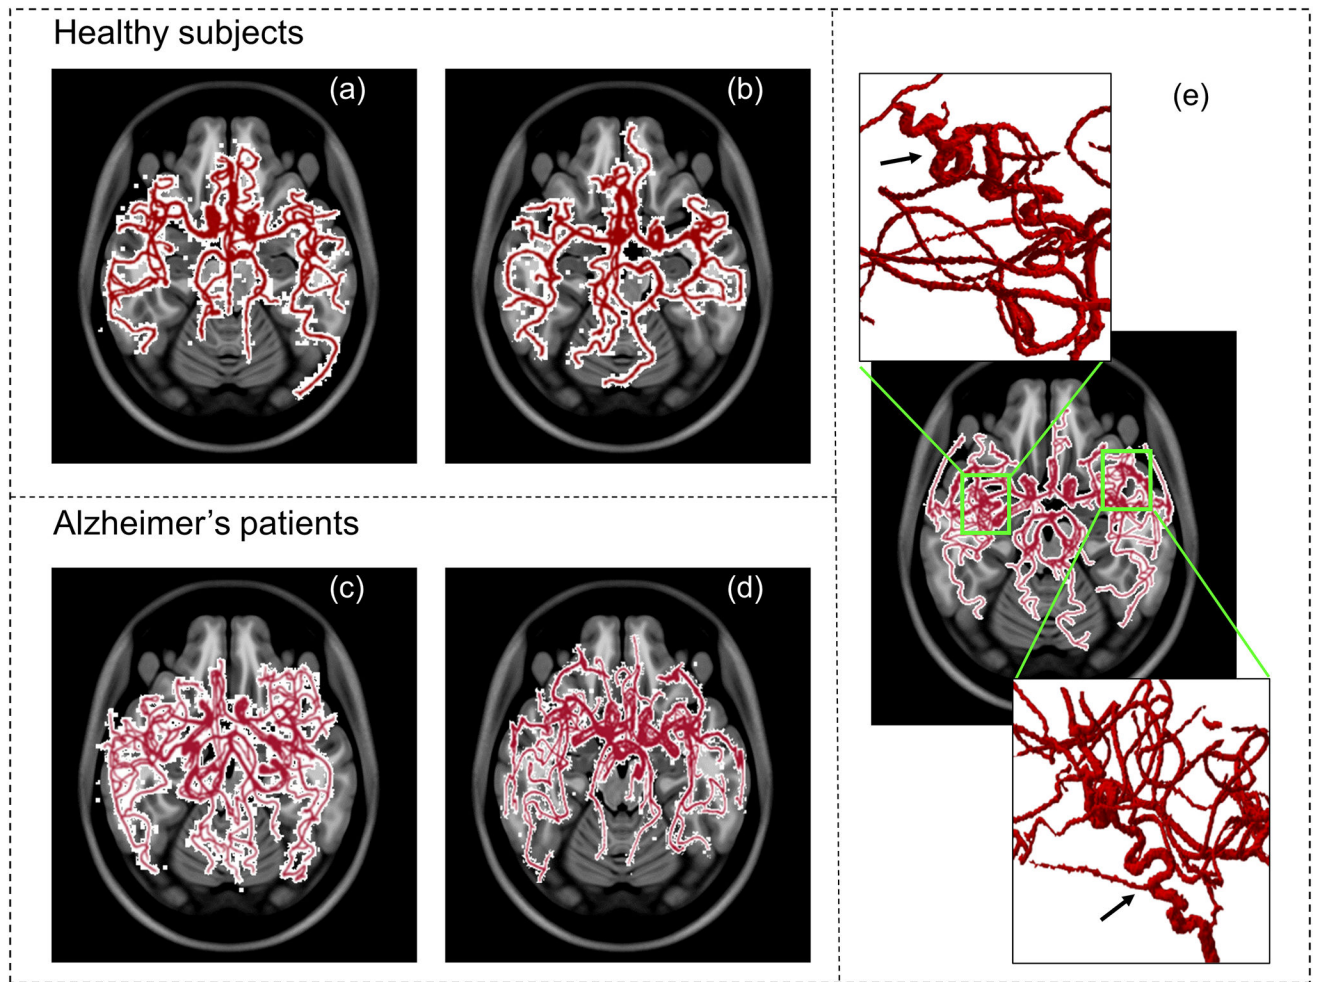 Healthy subjects
(a)
(b)
(e)
Alzheimer’s patients
(c)
(d)